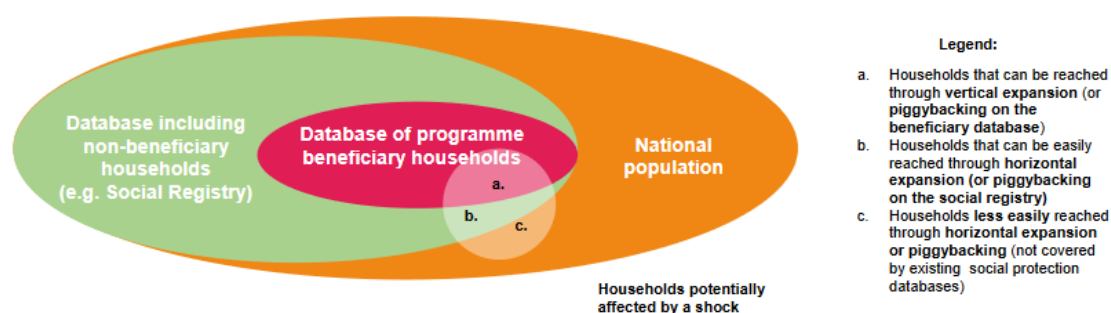 Database including
non-beneficiary
households
(e.g. Social Registry)
Database of programme
beneficiary households
National
population
a.
b.
c.
Households potentially
affected by a shock
Legend:
a. Households that can be reached
through vertical expansion (or
piggybacking on the
beneficiary database)
b. Households that can be easily
reached through horizontal
expansion (or piggybacking
on the social registry)
c. Households less easily reached
through horizontal expansion
or piggybacking (not covered
by existing social protection
databases)